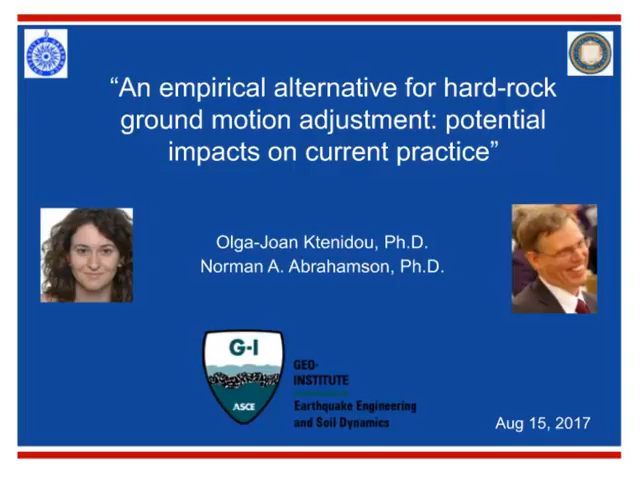 “An empirical alternative for hard-rock
ground motion adjustment: potential
impacts on current practice”
Olga-Joan Ktenidou, Ph.D.
Norman A. Abrahamson, Ph.D.
G-I
ASCE
GEO-
INSTITUTE
Earthquake Engineering
and Soil Dynamics
Aug 15, 2017